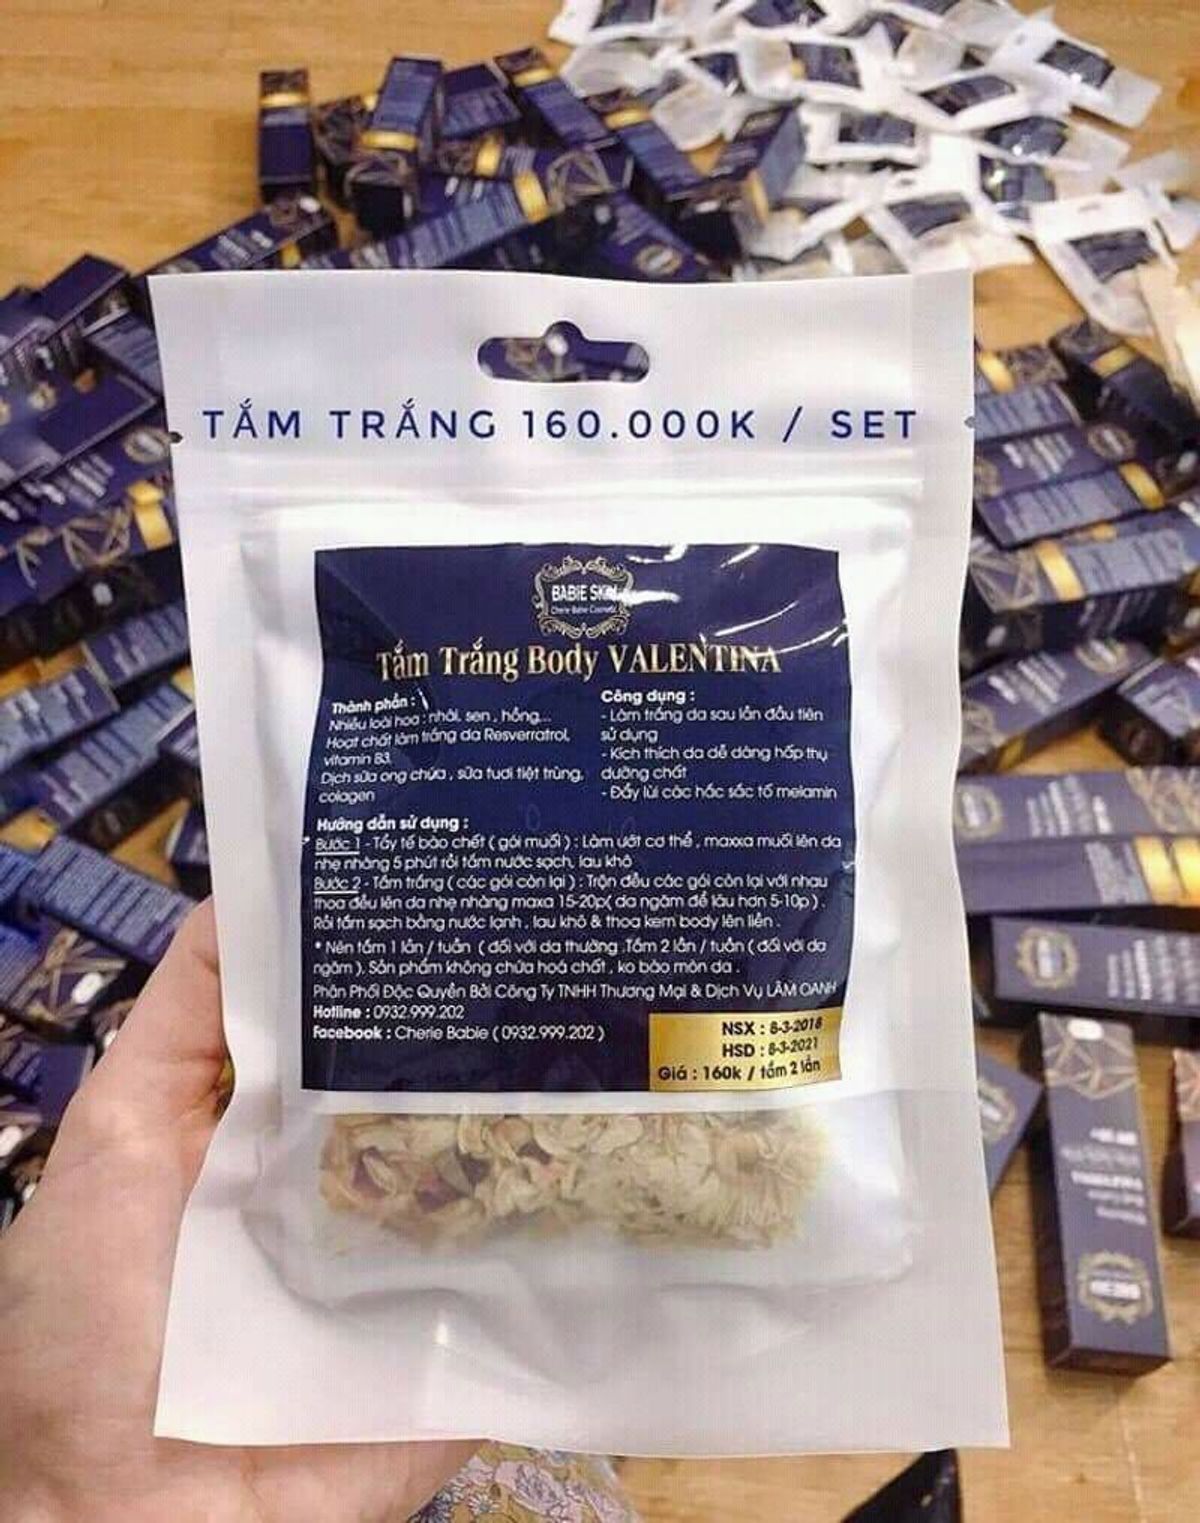 TẮM TRẮNG 160.000K / SET
BABIE SKIN
Cherie Babie Cosmetic
Tắm Trắng Body VALENTINA
Thành phần :
Nhiều loài hoa : nhài, sen , hồng,...
Hoạt chất làm trắng da Resverratrol,
vitamin B3,
Dịch sữa ong chúa , sữa tươi tiệt trùng,
colagen
Công dụng :
- Làm trắng da sau lần đầu tiên
sử dụng
- Kích thích da dễ dàng hấp thụ
dưỡng chất
- Đẩy lùi các hắc sắc tố melamin
Hướng dẫn sử dụng :
* Bước 1 - Tẩy tế bào chết ( gói muối ) : Làm ướt cơ thể , maxxa muối lên da
nhẹ nhàng 5 phút rồi tắm nước sạch, lau khô
Bước 2 - Tắm trắng ( các gói còn lại ) : Trộn đều các gói còn lại với nhau
thoa đều lên da nhẹ nhàng maxa 15-20p( da ngăm để lâu hơn 5-10p ) .
Rồi tắm sạch bằng nước lạnh , lau khô & thoa kem body lên liền .
* Nên tắm 1 lần / tuần ( đối với da thường .Tắm 2 lần / tuần ( đối với da
ngăm ). Sản phẩm không chứa hoá chất , ko bào mòn da .
Phân Phối Độc Quyền Bởi Công Ty TNHH Thương Mại & Dịch Vụ LÂM OANH
Hotline : 0932.999.202
Facebook : Cherie Babie ( 0932.999.202 )
NSX : 8-3-2018
HSD : 8-3-2021
Giá : 160k / tắm 2 lần